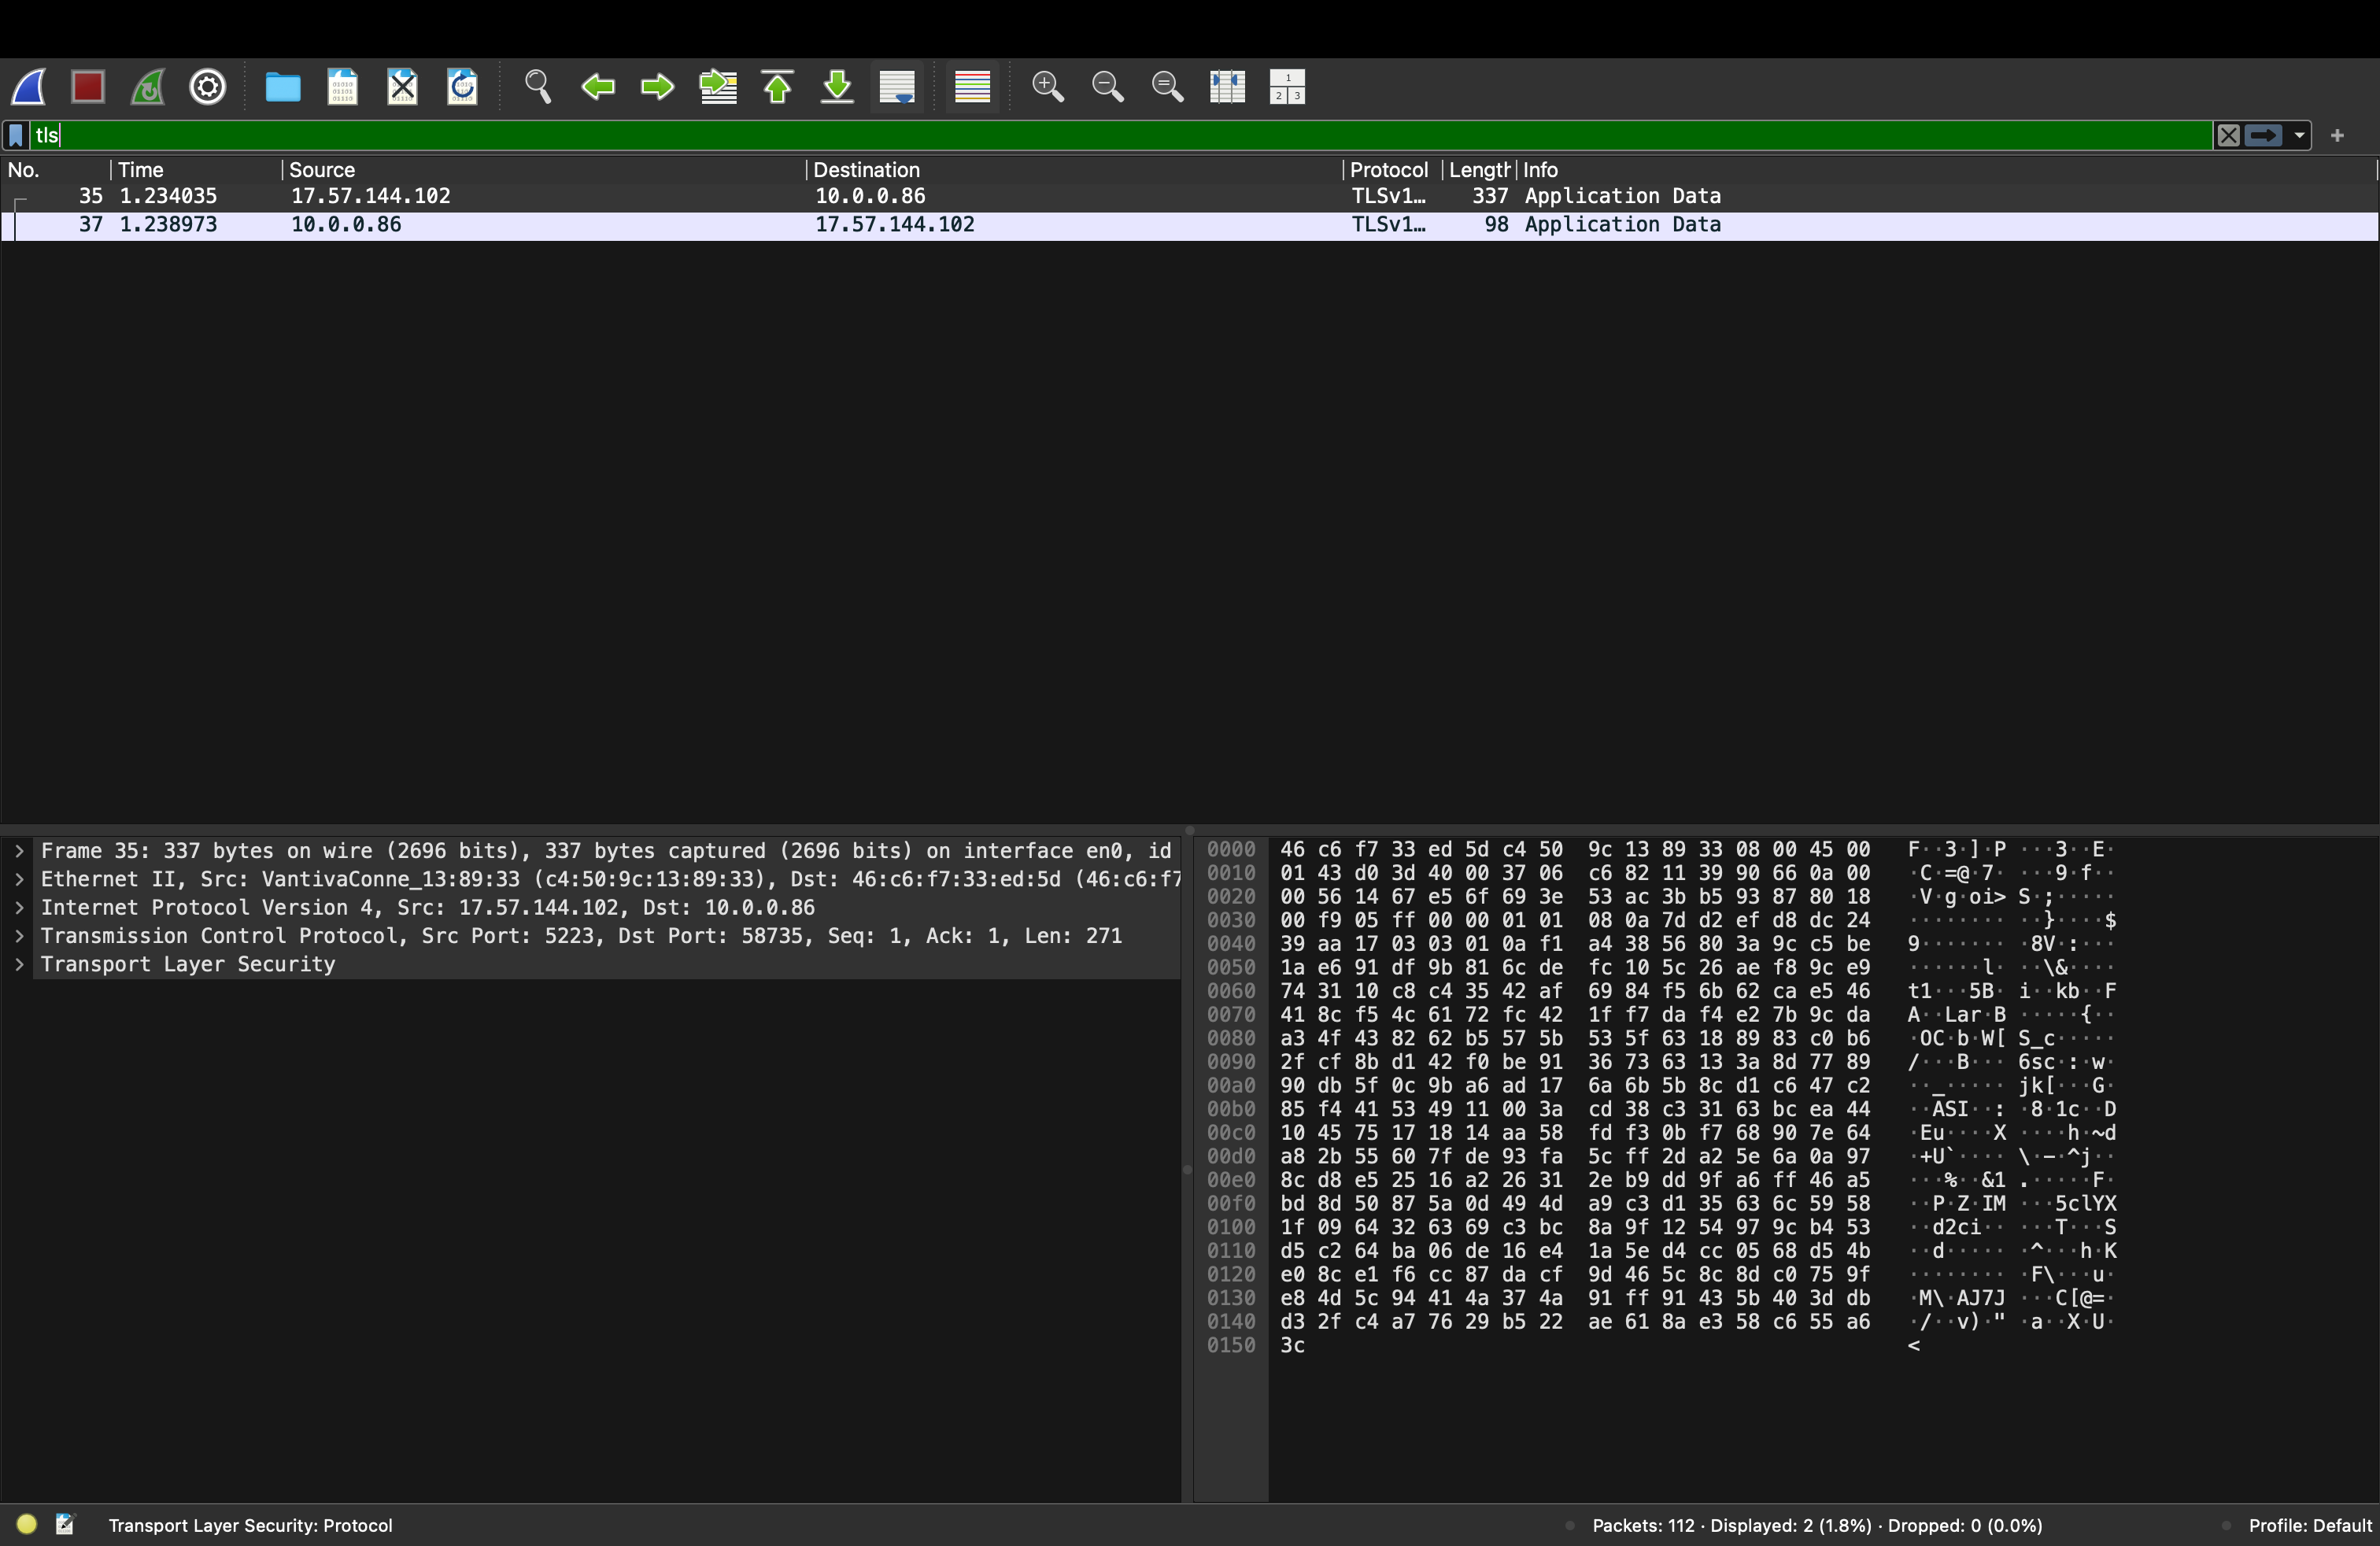 tls
No. Time Source Destination Protocol Length Info
35 1.234035 17.57.144.102 10.0.0.86 TLSv1… 337 Application Data
37 1.238973 10.0.0.86 17.57.144.102 TLSv1… 98 Application Data
Frame 35: 337 bytes on wire (2696 bits), 337 bytes captured (2696 bits) on interface en0, id
Ethernet II, Src: VantivaConne_13:89:33 (c4:50:9c:13:89:33), Dst: 46:c6:f7:33:ed:5d (46:c6:f7
Internet Protocol Version 4, Src: 17.57.144.102, Dst: 10.0.0.86
Transmission Control Protocol, Src Port: 5223, Dst Port: 58735, Seq: 1, Ack: 1, Len: 271
Transport Layer Security
0000 46 c6 f7 33 ed 5d c4 50 9c 13 89 33 08 00 45 00 F··3·]·P ···3··E·
0010 01 43 d0 3d 40 00 37 06 c6 82 11 39 90 66 0a 00 ·C·=@·7· ···9·f··
0020 00 56 14 67 e5 6f 69 3e 53 ac 3b b5 93 87 80 18 ·V·g·oi> S·;·····
0030 00 f9 05 ff 00 00 01 01 08 0a 7d d2 ef d8 dc 24 ········ ··}····$
0040 39 aa 17 03 03 01 0a f1 a4 38 56 80 3a 9c c5 be 9······· ·8V·:···
0050 1a e6 91 df 9b 81 6c de fc 10 5c 26 ae f8 9c e9 ······l· ··\&····
0060 74 31 10 c8 c4 35 42 af 69 84 f5 6b 62 ca e5 46 t1···5B· i··kb··F
0070 41 8c f5 4c 61 72 fc 42 1f f7 da f4 e2 7b 9c da A··Lar·B ·····{··
0080 a3 4f 43 82 62 b5 57 5b 53 5f 63 18 89 83 c0 b6 ·OC·b·W[ S_c·····
0090 2f cf 8b d1 42 f0 be 91 36 73 63 13 3a 8d 77 89 /···B··· 6sc·:·w·
00a0 90 db 5f 0c 9b a6 ad 17 6a 6b 5b 8c d1 c6 47 c2 ··_····· jk[···G·
00b0 85 f4 41 53 49 11 00 3a cd 38 c3 31 63 bc ea 44 ··ASI··: ·8·1c··D
00c0 10 45 75 17 18 14 aa 58 fd f3 0b f7 68 90 7e 64 ·Eu····X ····h·~d
00d0 a8 2b 55 60 7f de 93 fa 5c ff 2d a2 5e 6a 0a 97 ·+U`···· \·-·^j··
00e0 8c d8 e5 25 16 a2 26 31 2e b9 dd 9f a6 ff 46 a5 ···%··&1 .·····F·
00f0 bd 8d 50 87 5a 0d 49 4d a9 c3 d1 35 63 6c 59 58 ··P·Z·IM ···5clYX
0100 1f 09 64 32 63 69 c3 bc 8a 9f 12 54 97 9c b4 53 ··d2ci·· ···T···S
0110 d5 c2 64 ba 06 de 16 e4 1a 5e d4 cc 05 68 d5 4b ··d····· ·^···h·K
0120 e0 8c e1 f6 cc 87 da cf 9d 46 5c 8c 8d c0 75 9f ········ ·F\···u·
0130 e8 4d 5c 94 41 4a 37 4a 91 ff 91 43 5b 40 3d db ·M\·AJ7J ···C[@=·
0140 d3 2f c4 a7 76 29 b5 22 ae 61 8a e3 58 c6 55 a6 ·/··v)·" ·a··X·U·
0150 3c <
Transport Layer Security: Protocol Packets: 112 · Displayed: 2 (1.8%) · Dropped: 0 (0.0%) Profile: Default